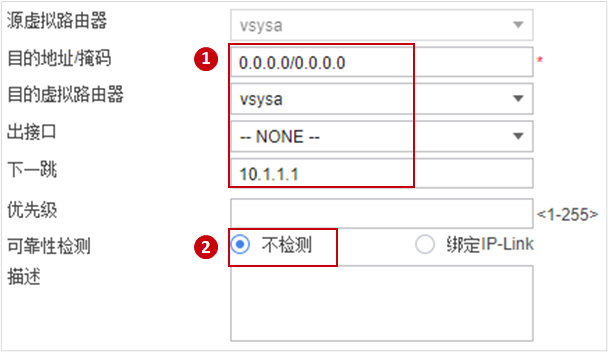 源虚拟路由器 vsysa
目的地址/掩码 1 0.0.0.0/0.0.0.0 *
目的虚拟路由器 vsysa
出接口 -- NONE --
下一跳 10.1.1.1
优先级 <1-255>
可靠性检测 2 不检测 绑定IP-Link
描述